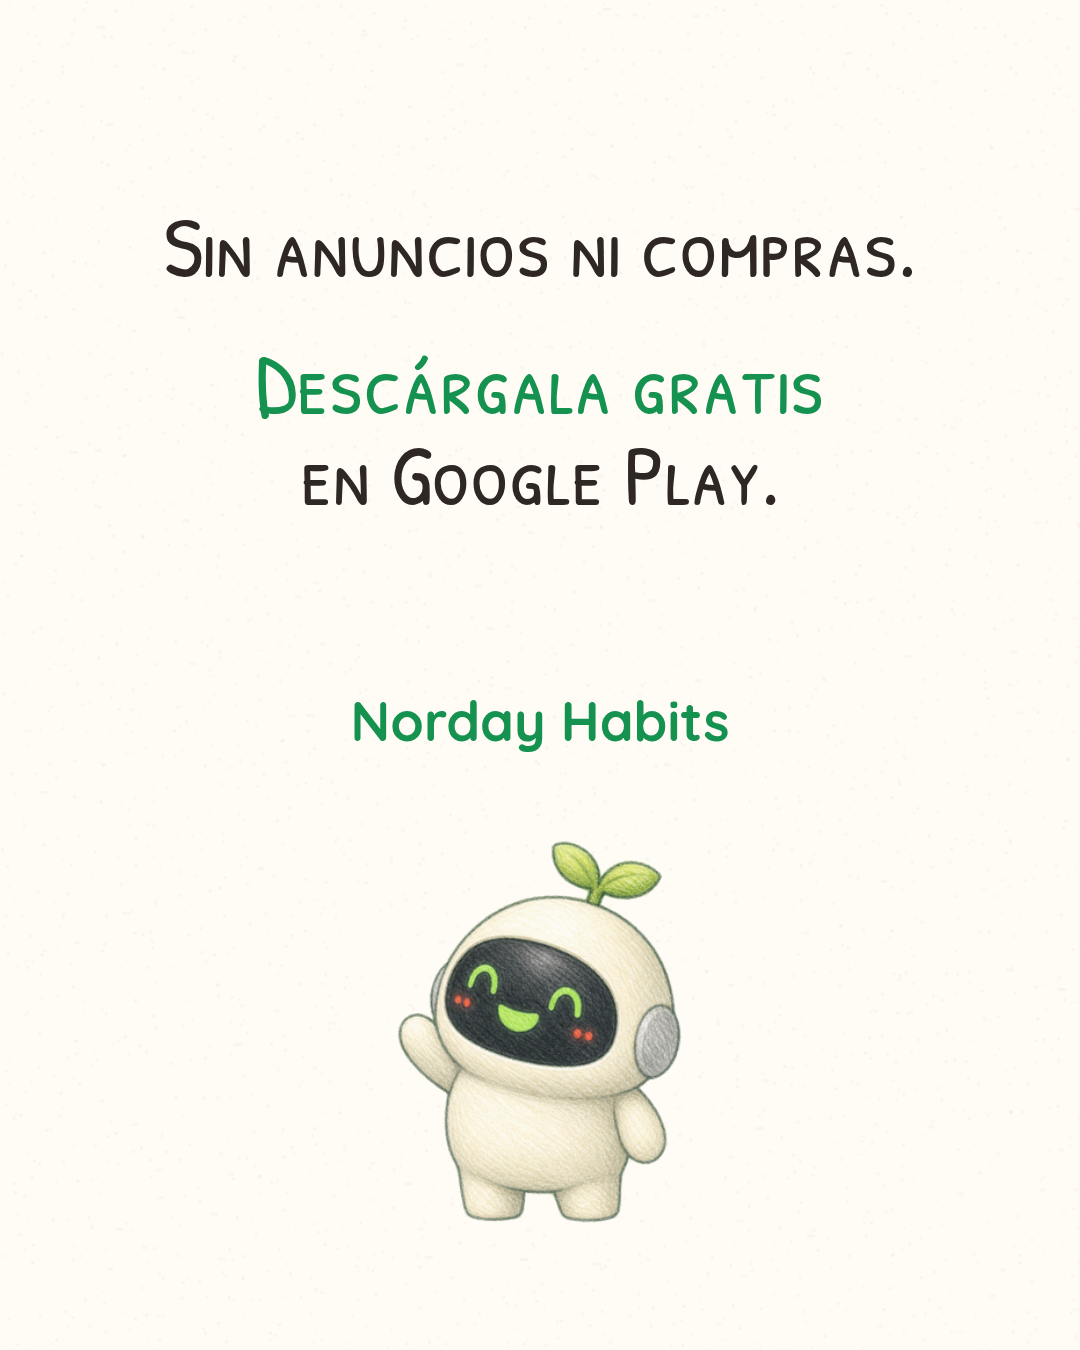 Sin anuncios ni compras.
Descárgala gratis
en Google Play.
Norday Habits